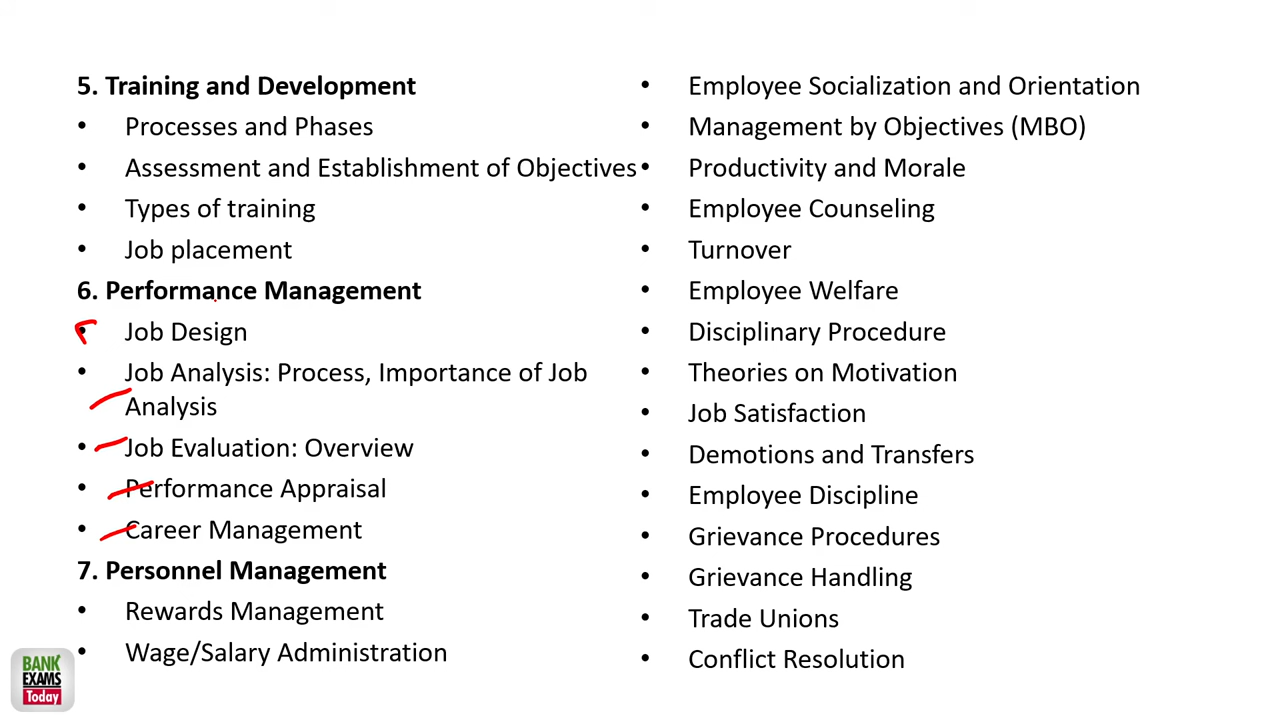 5. Training and Development
• Processes and Phases
• Assessment and Establishment of Objectives
• Types of training
• Job placement
6. Performance Management
• Job Design
• Job Analysis: Process, Importance of Job
Analysis
• Job Evaluation: Overview
• Performance Appraisal
• Career Management
7. Personnel Management
• Rewards Management
• Wage/Salary Administration
• Employee Socialization and Orientation
• Management by Objectives (MBO)
• Productivity and Morale
• Employee Counseling
• Turnover
• Employee Welfare
• Disciplinary Procedure
• Theories on Motivation
• Job Satisfaction
• Demotions and Transfers
• Employee Discipline
• Grievance Procedures
• Grievance Handling
• Trade Unions
• Conflict Resolution
BANK
EXAMS
Today